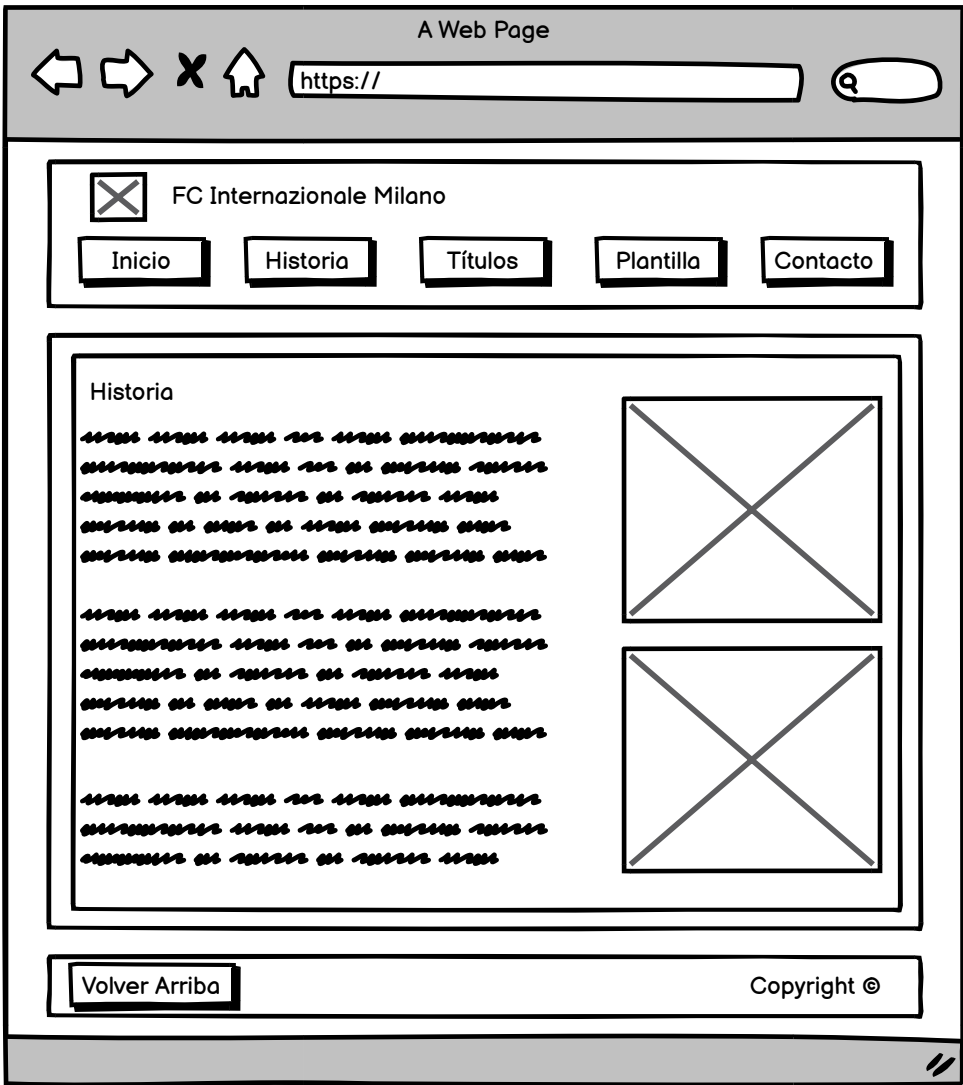 A Web Page
https://
FC Internazionale Milano
Inicio Historia Títulos Plantilla Contacto
Historia
Volver Arriba Copyright ©